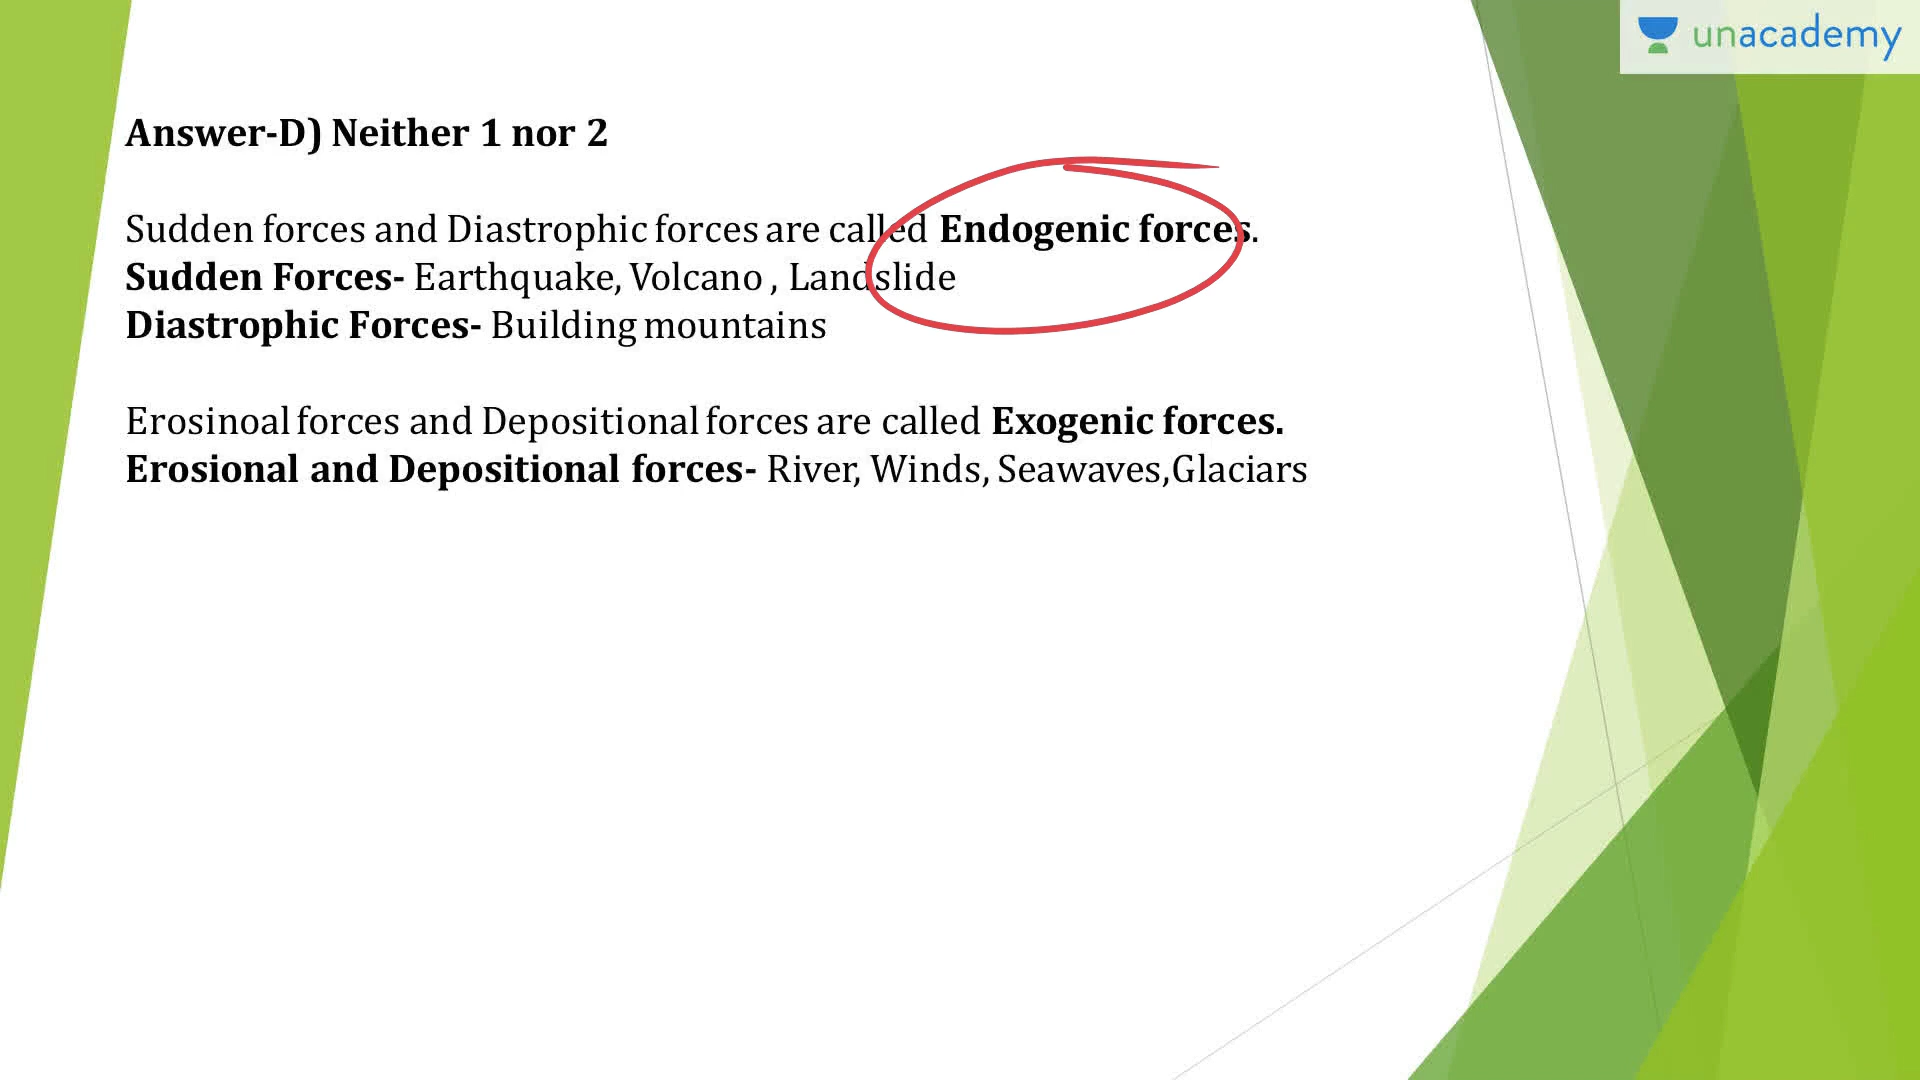 unacademy
Answer-D) Neither 1 nor 2
Sudden forces and Diastrophic forces are called Endogenic forces.
Sudden Forces- Earthquake, Volcano , Landslide
Diastrophic Forces- Building mountains
Erosinoal forces and Depositional forces are called Exogenic forces.
Erosional and Depositional forces- River, Winds, Seawaves,Glaciars